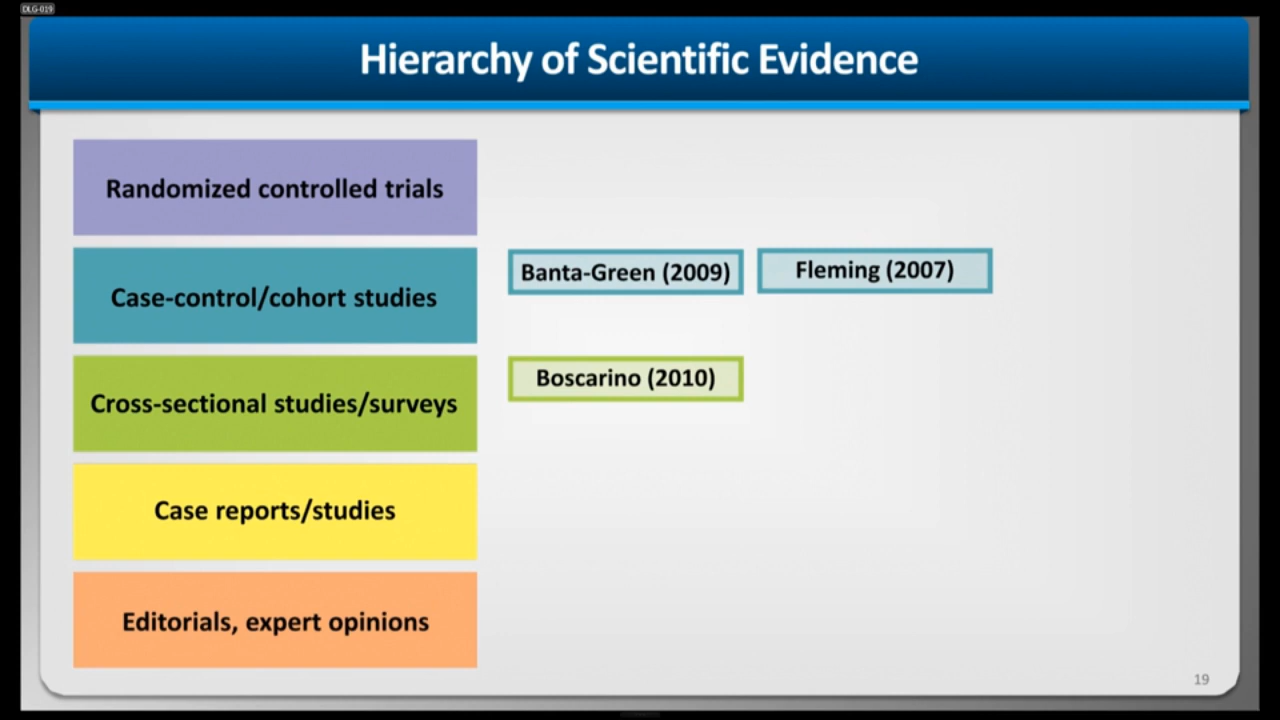 DLG-019
Hierarchy of Scientific Evidence
Randomized controlled trials
Case-control/cohort studies
Banta-Green (2009)
Fleming (2007)
Cross-sectional studies/surveys
Boscarino (2010)
Case reports/studies
Editorials, expert opinions
19